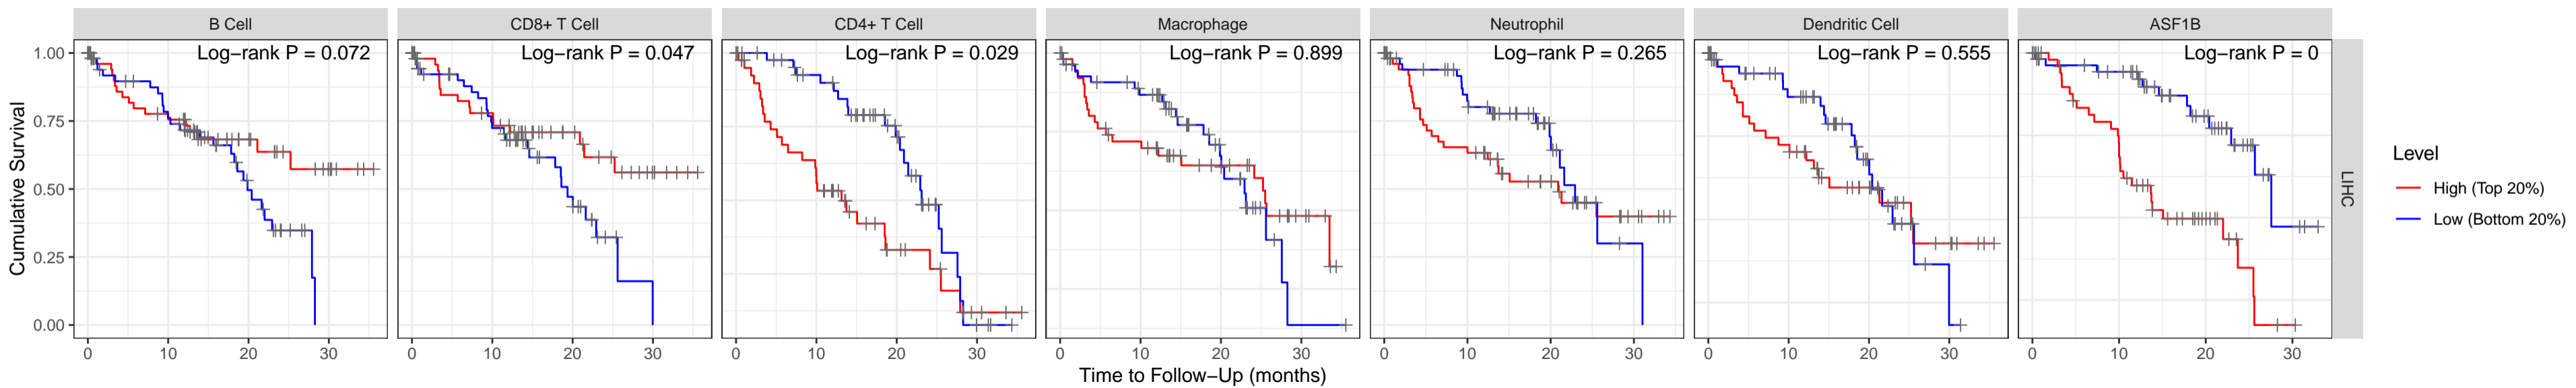 B Cell
CD8+ T Cell
CD4+ T Cell
Macrophage
Neutrophil
Dendritic Cell
ASF1B
Log−rank P = 0.072
Log−rank P = 0.047
Log−rank P = 0.029
Log−rank P = 0.899
Log−rank P = 0.265
Log−rank P = 0.555
Log−rank P = 0
Cumulative Survival
1.00
0.75
0.50
0.25
0.00
LIHC
Level
High (Top 20%)
Low (Bottom 20%)
0 10 20 30
0 10 20 30
0 10 20 30
0 10 20 30
0 10 20 30
0 10 20 30
0 10 20 30
Time to Follow−Up (months)